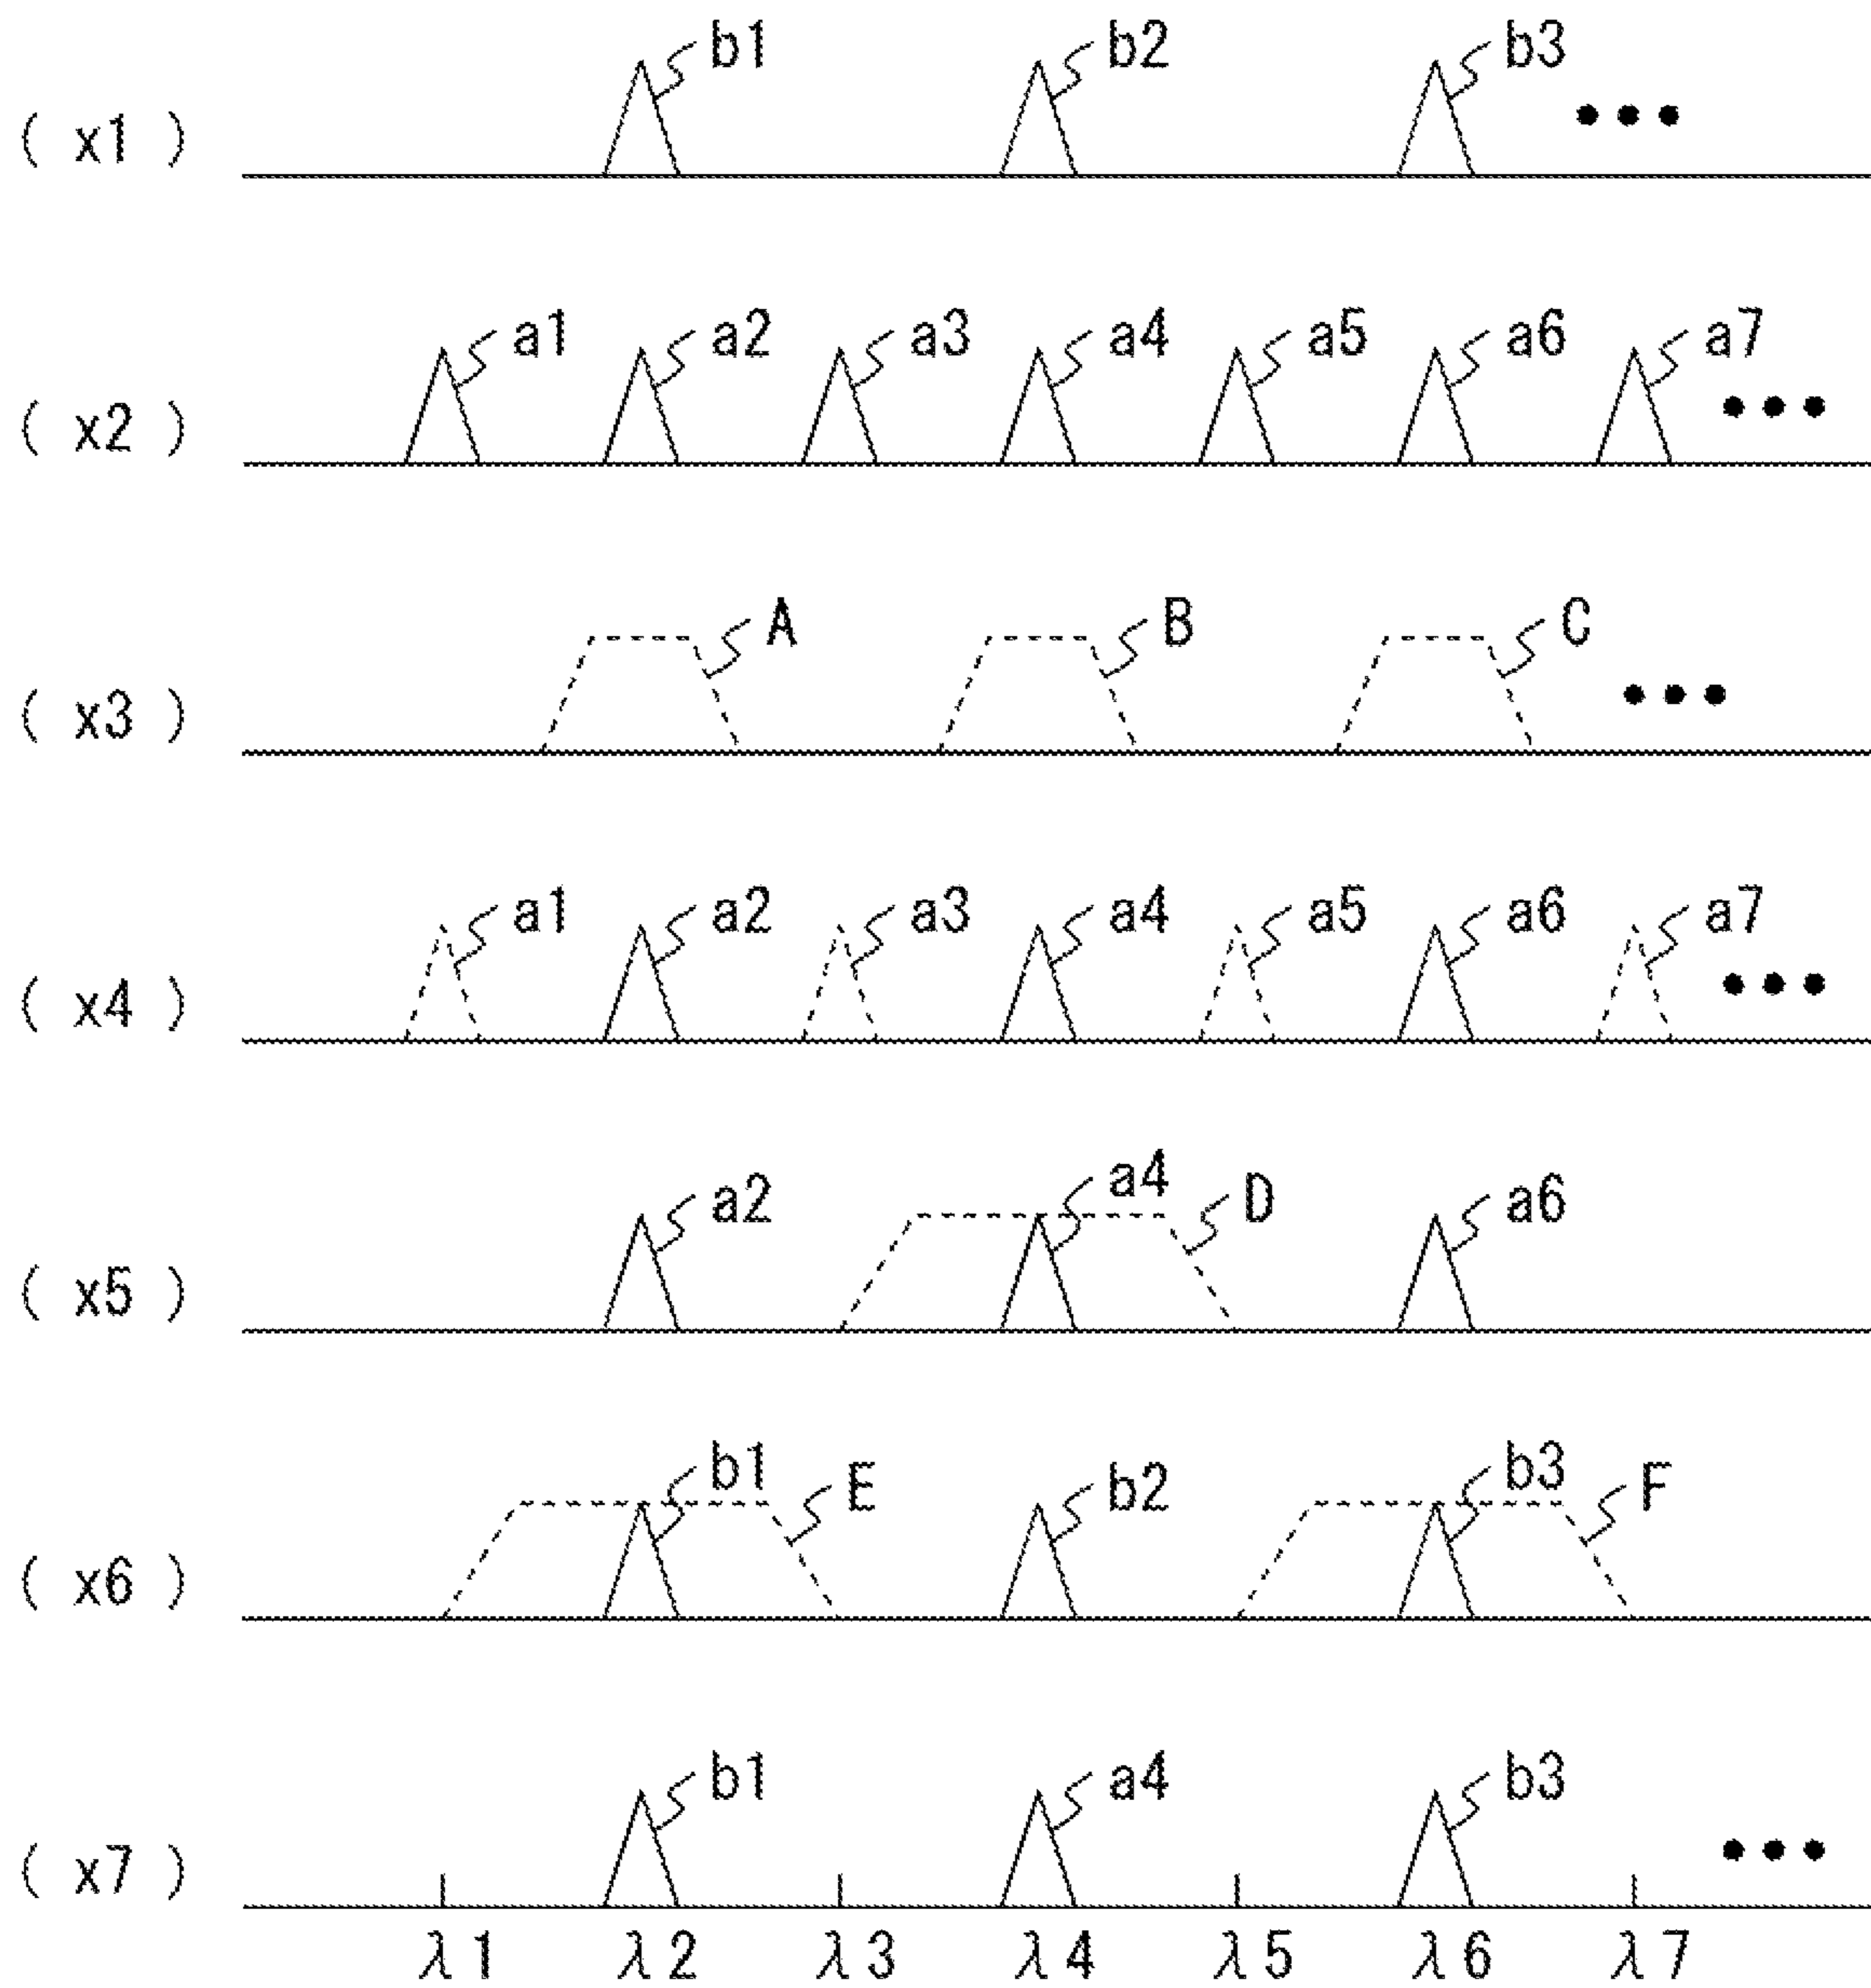 ( x1 ) b1 b2 b3 •••
( x2 ) a1 a2 a3 a4 a5 a6 a7 •••
( x3 ) A B C •••
( x4 ) a1 a2 a3 a4 a5 a6 a7 •••
( x5 ) a2 a4 D a6
( x6 ) b1 E b2 b3 F
( x7 ) b1 a4 b3 •••
λ1 λ2 λ3 λ4 λ5 λ6 λ7